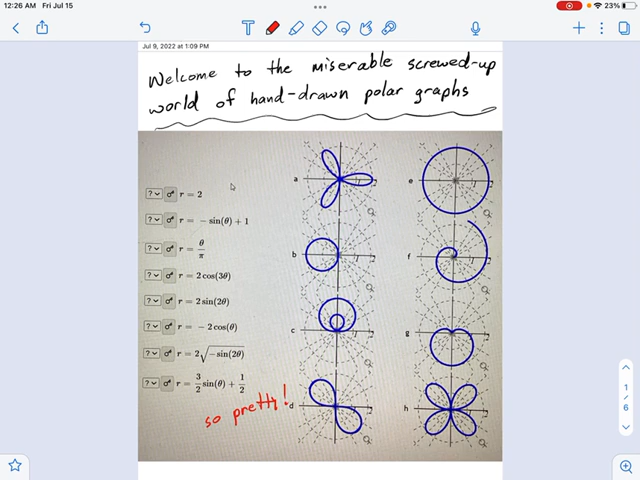 12:26 AM Fri Jul 15
23%
T
Jul 9, 2022 at 1:09 PM
Welcome to the miserable screwed-up
world of hand-drawn polar graphs
? r = 2
? r = − sin(θ) + 1
? r = θ/π
? r = 2 cos(3θ)
? r = 2 sin(2θ)
? r = − 2 cos(θ)
? r = 2√−sin(2θ)
? r = 3/2 sin(θ) + 1/2
so pretty!
a
b
c
d
e
f
g
h
1
/
6